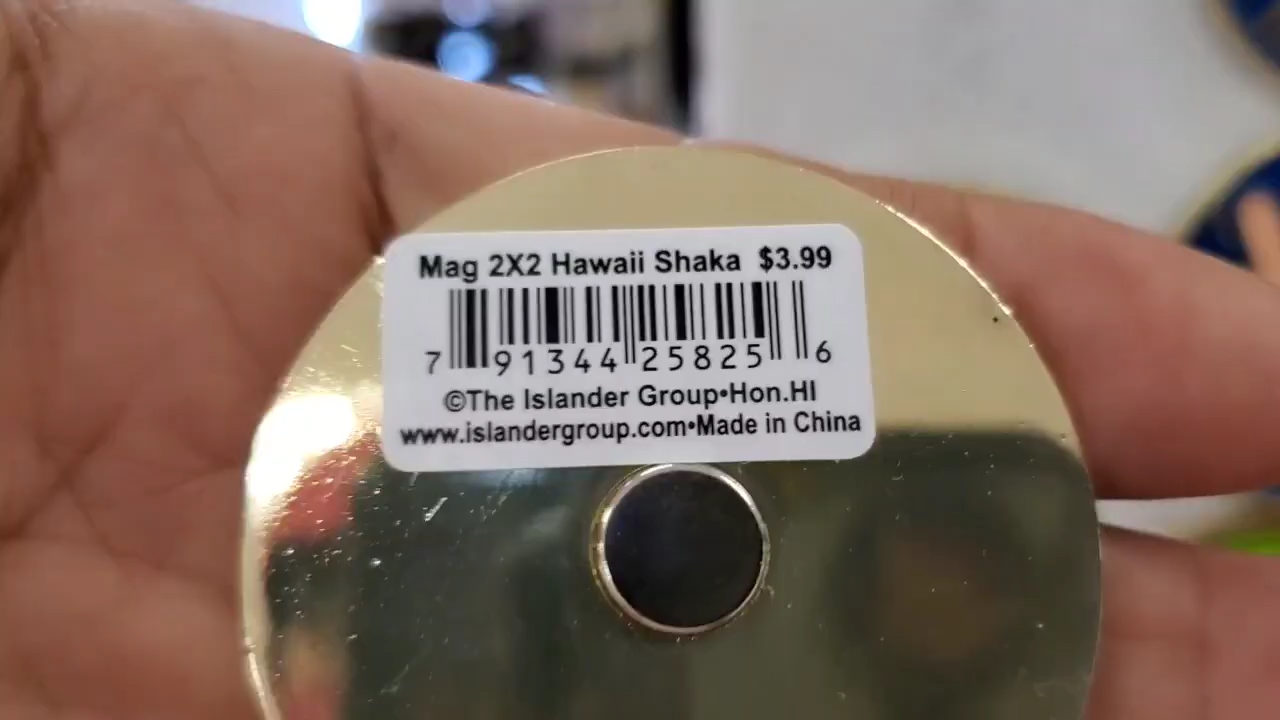 Mag 2X2 Hawaii Shaka $3.99
7 91344 25825 6
©The Islander Group•Hon.HI
www.islandergroup.com•Made in China